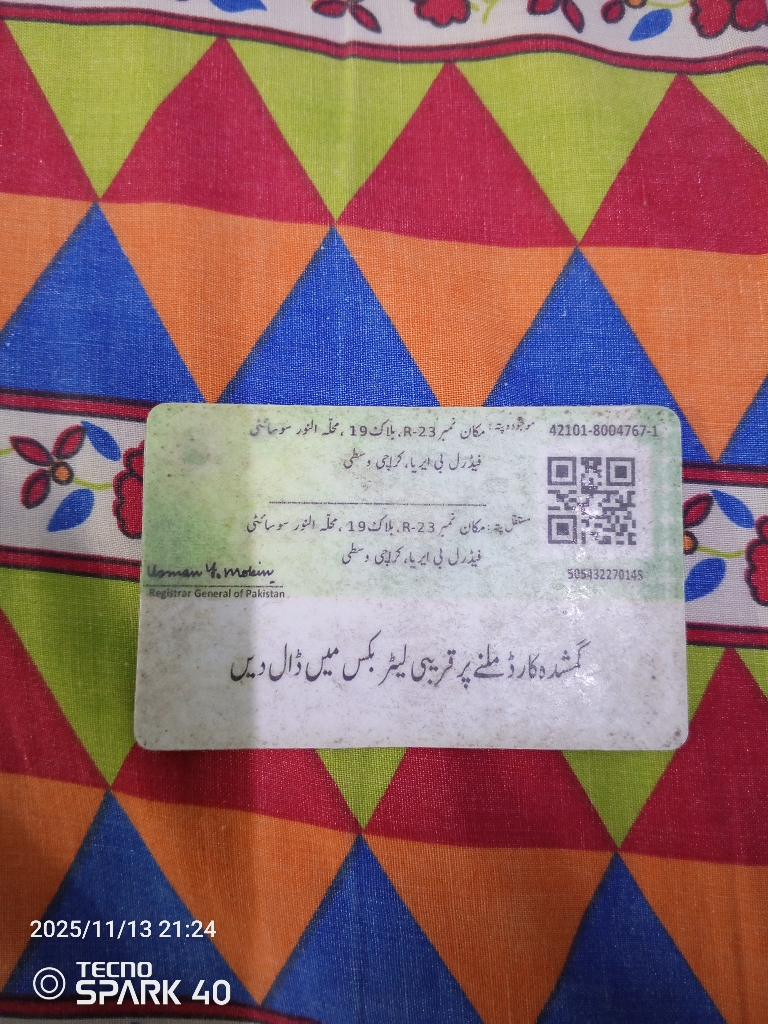 موجودہ پتہ: مکان نمبر R-23، بلاک 19، محلہ النور سوسائٹی
42101-8004767-1
فیڈرل بی ایریا، کراچی وسطی
مستقل پتہ: مکان نمبر R-23، بلاک 19، محلہ النور سوسائٹی
فیڈرل بی ایریا، کراچی وسطی
505432270145
Usman Y. Mobin
Registrar General of Pakistan
گمشدہ کارڈ ملنے پر قریبی لیٹر بکس میں ڈال دیں
2025/11/13 21:24
TECNO
SPARK 40